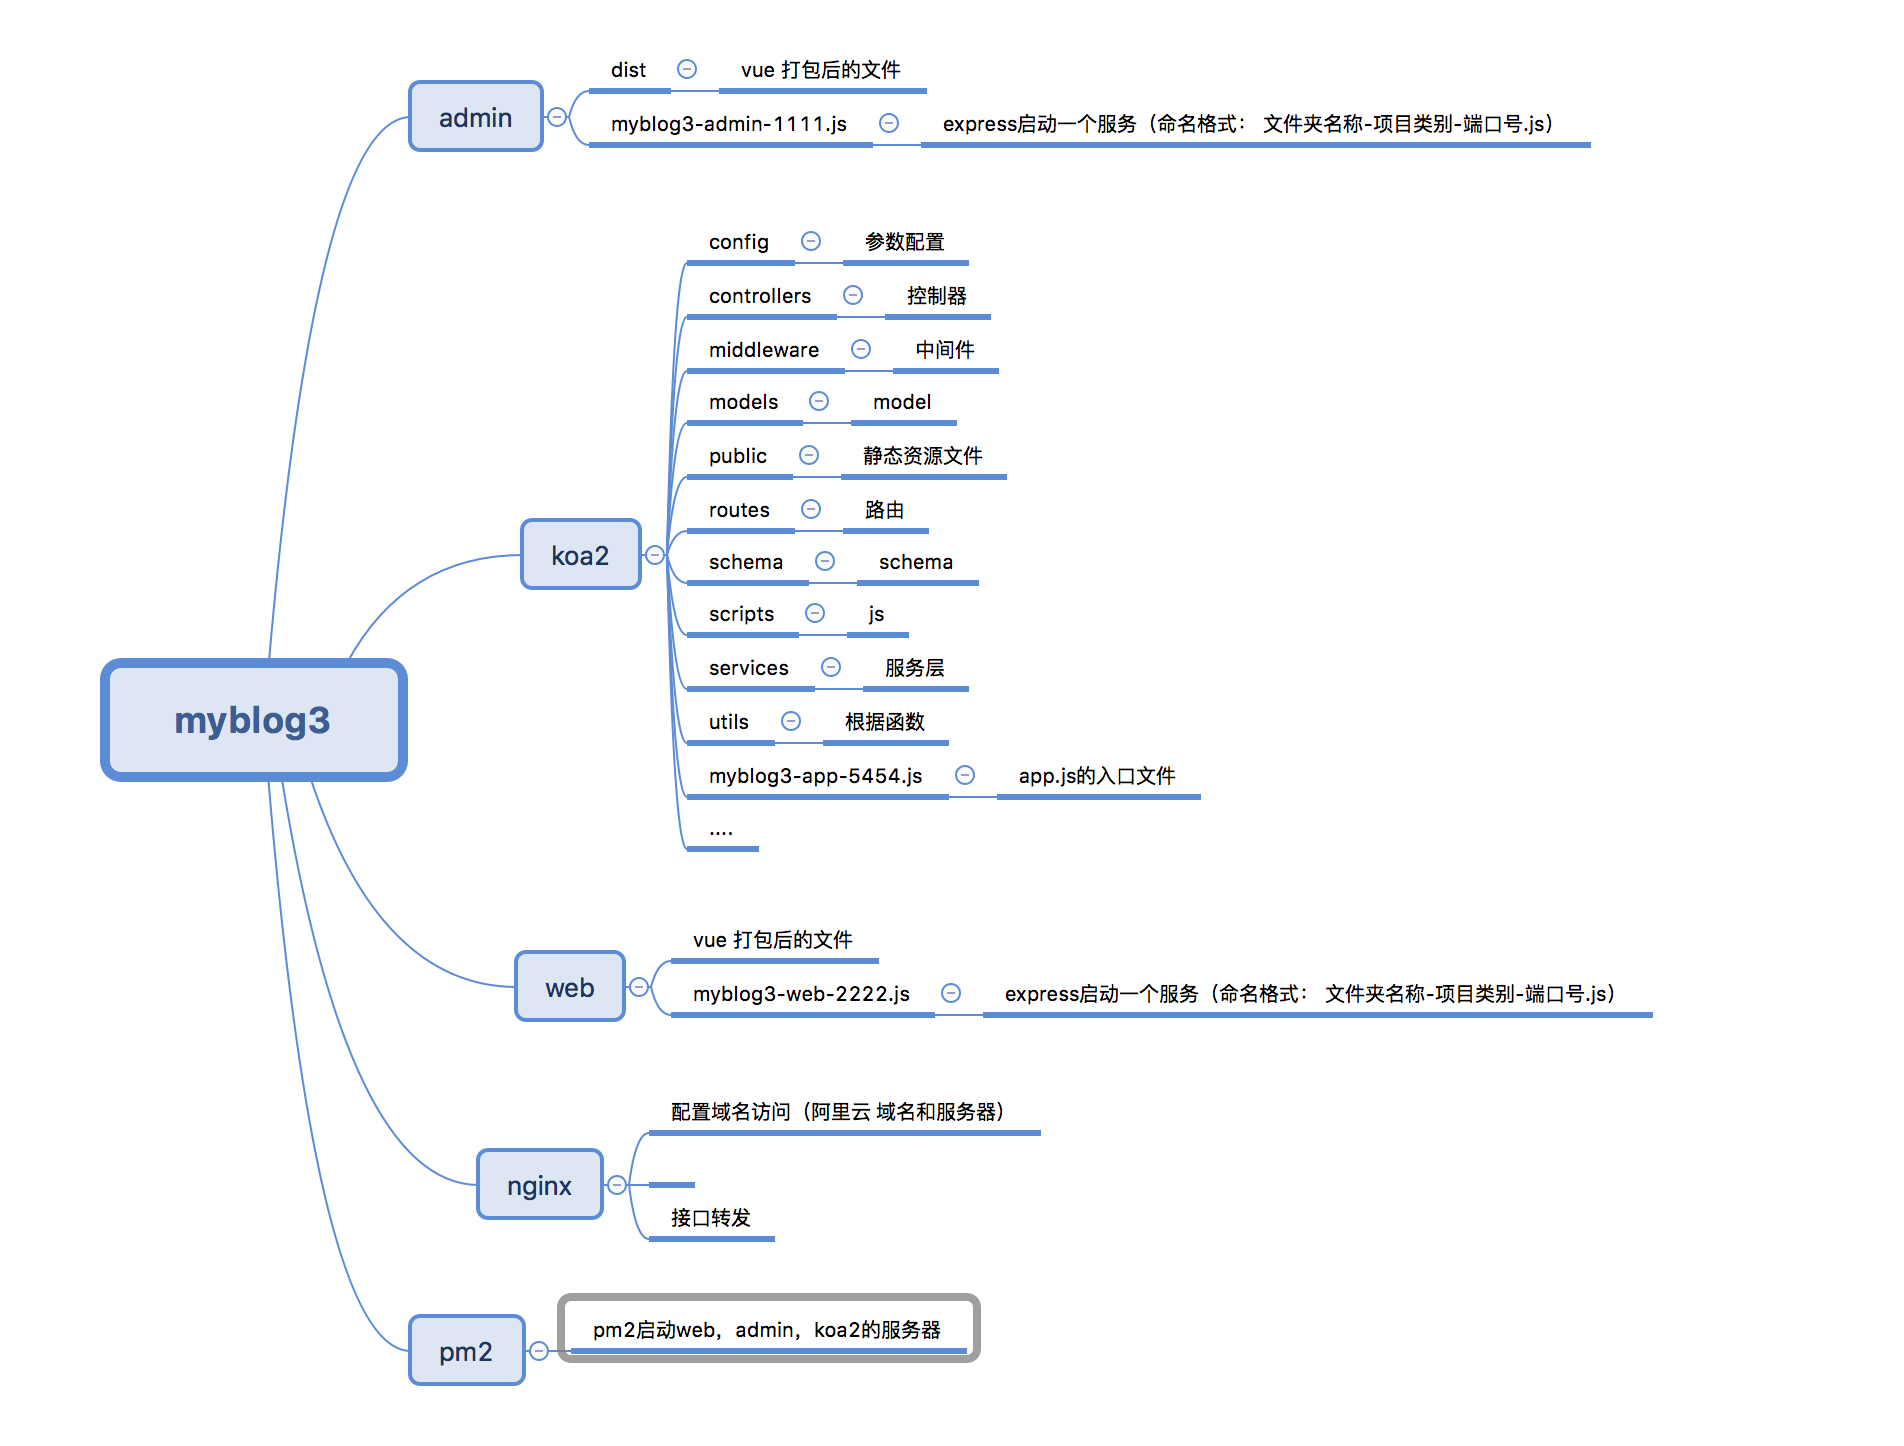 myblog3
admin
dist
vue 打包后的文件
myblog3-admin-1111.js
express启动一个服务（命名格式： 文件夹名称-项目类别-端口号.js）
koa2
config
参数配置
controllers
控制器
middleware
中间件
models
model
public
静态资源文件
routes
路由
schema
schema
scripts
js
services
服务层
utils
根据函数
myblog3-app-5454.js
app.js的入口文件
....
web
vue 打包后的文件
myblog3-web-2222.js
express启动一个服务（命名格式： 文件夹名称-项目类别-端口号.js）
nginx
配置域名访问（阿里云 域名和服务器）
接口转发
pm2
pm2启动web，admin，koa2的服务器